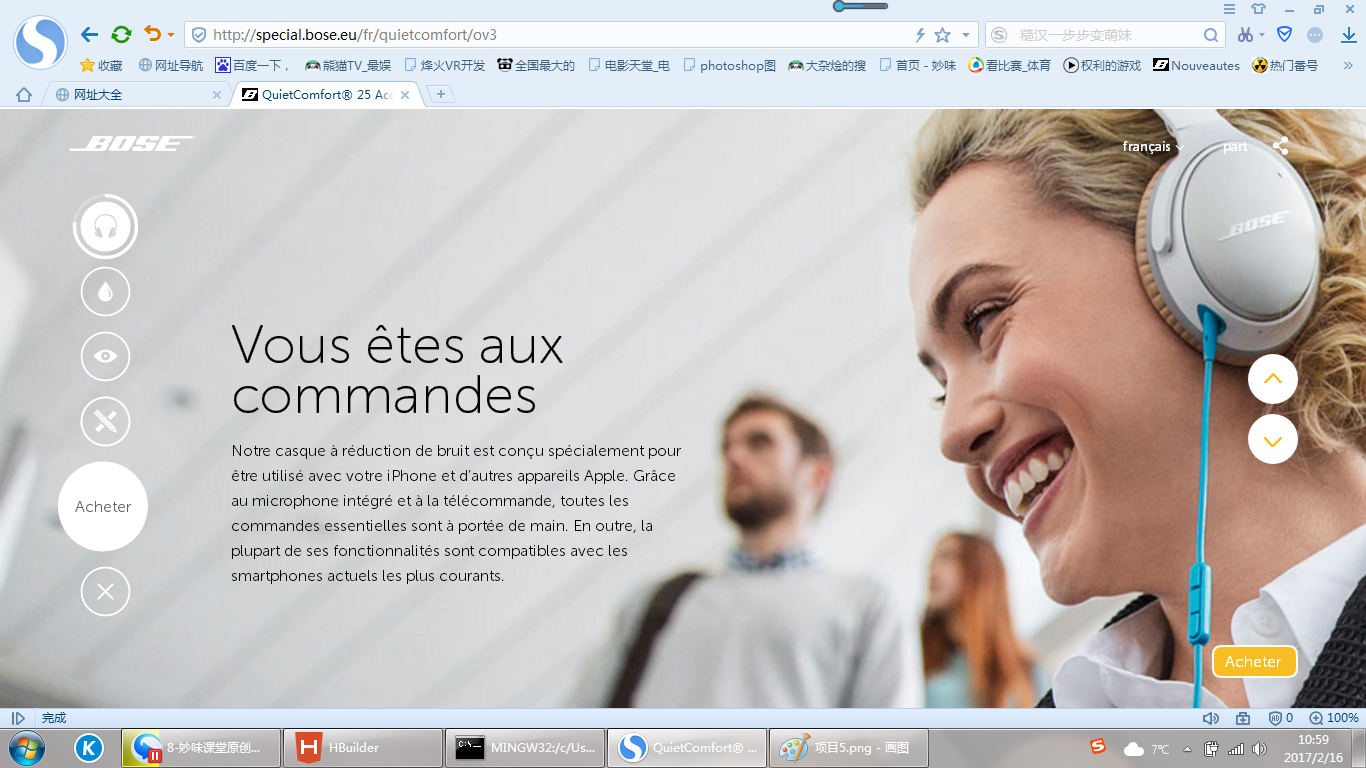 http://special.bose.eu/fr/quietcomfort/ov3
糙汉一步步变萌妹
收藏
网址导航
百度一下，
熊猫TV_最娱
烽火VR开发
全国最大的
电影天堂_电
photoshop图
大杂烩的搜
首页 - 妙味
看比赛_体育
权利的游戏
Nouveautes
热门番号
»
网址大全
QuietComfort® 25 Acc
BOSE
français
part
BOSE
Vous êtes aux
commandes
Notre casque à réduction de bruit est conçu spécialement pour
être utilisé avec votre iPhone et d’autres appareils Apple. Grâce
au microphone intégré et à la télécommande, toutes les
commandes essentielles sont à portée de main. En outre, la
plupart de ses fonctionnalités sont compatibles avec les
smartphones actuels les plus courants.
Acheter
Acheter
完成
0
100%
8-妙味课堂原创...
HBuilder
MINGW32:/c/Us...
QuietComfort® ...
项目5.png - 画图
7℃
10:59
2017/2/16